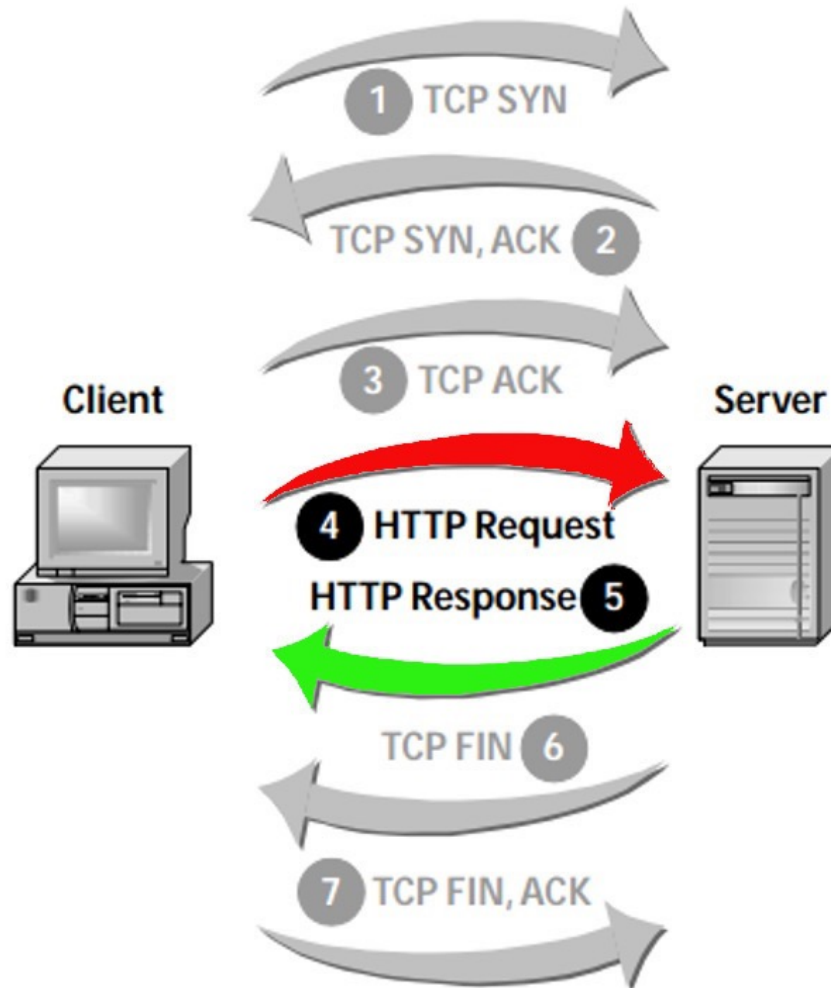 1 TCP SYN
TCP SYN, ACK 2
3 TCP ACK
Client
Server
4 HTTP Request
HTTP Response 5
TCP FIN 6
7 TCP FIN, ACK